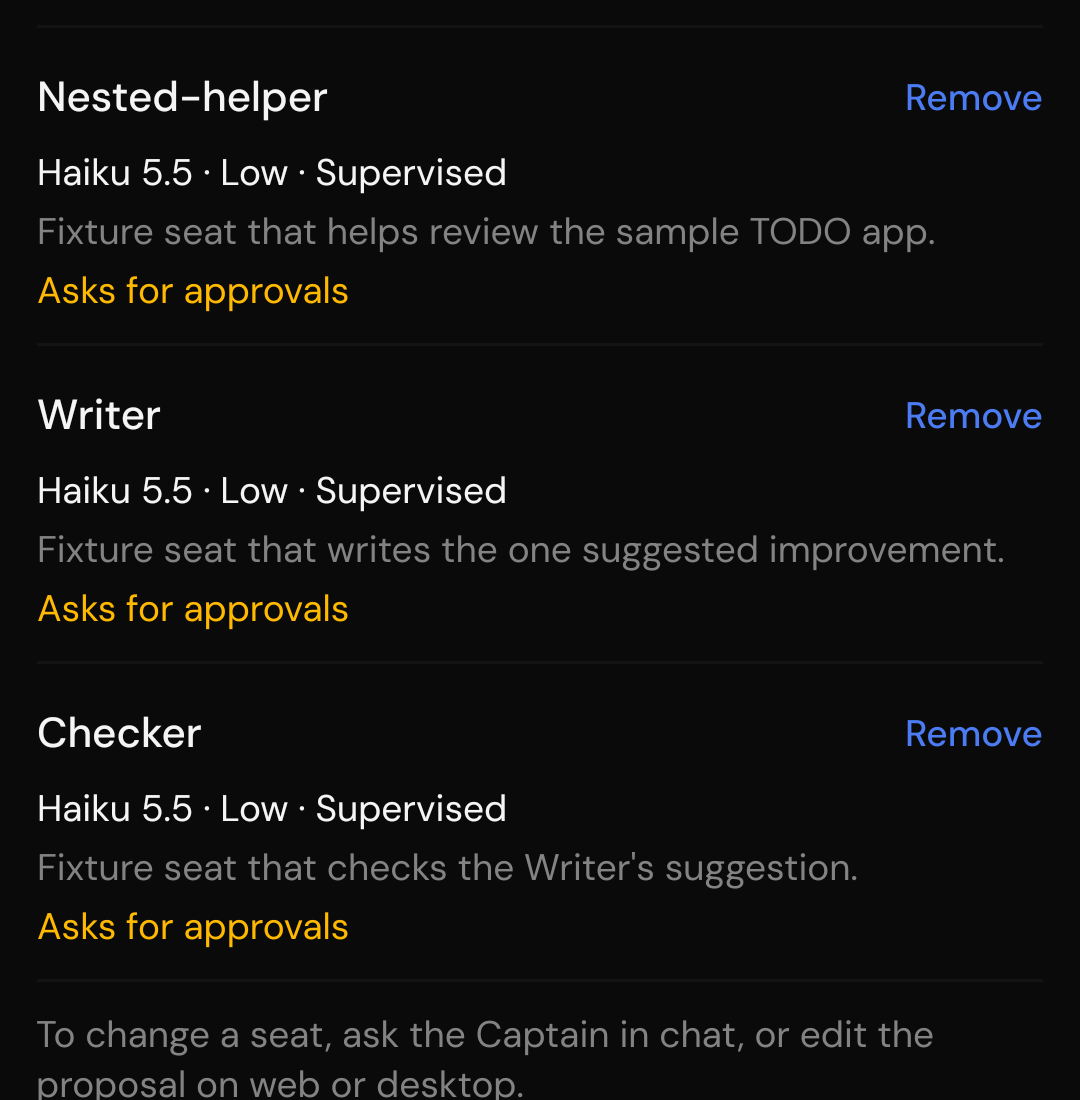 Nested-helper
Remove
Haiku 5.5 · Low · Supervised
Fixture seat that helps review the sample TODO app.
Asks for approvals
Writer
Remove
Haiku 5.5 · Low · Supervised
Fixture seat that writes the one suggested improvement.
Asks for approvals
Checker
Remove
Haiku 5.5 · Low · Supervised
Fixture seat that checks the Writer's suggestion.
Asks for approvals
To change a seat, ask the Captain in chat, or edit the
proposal on web or desktop.